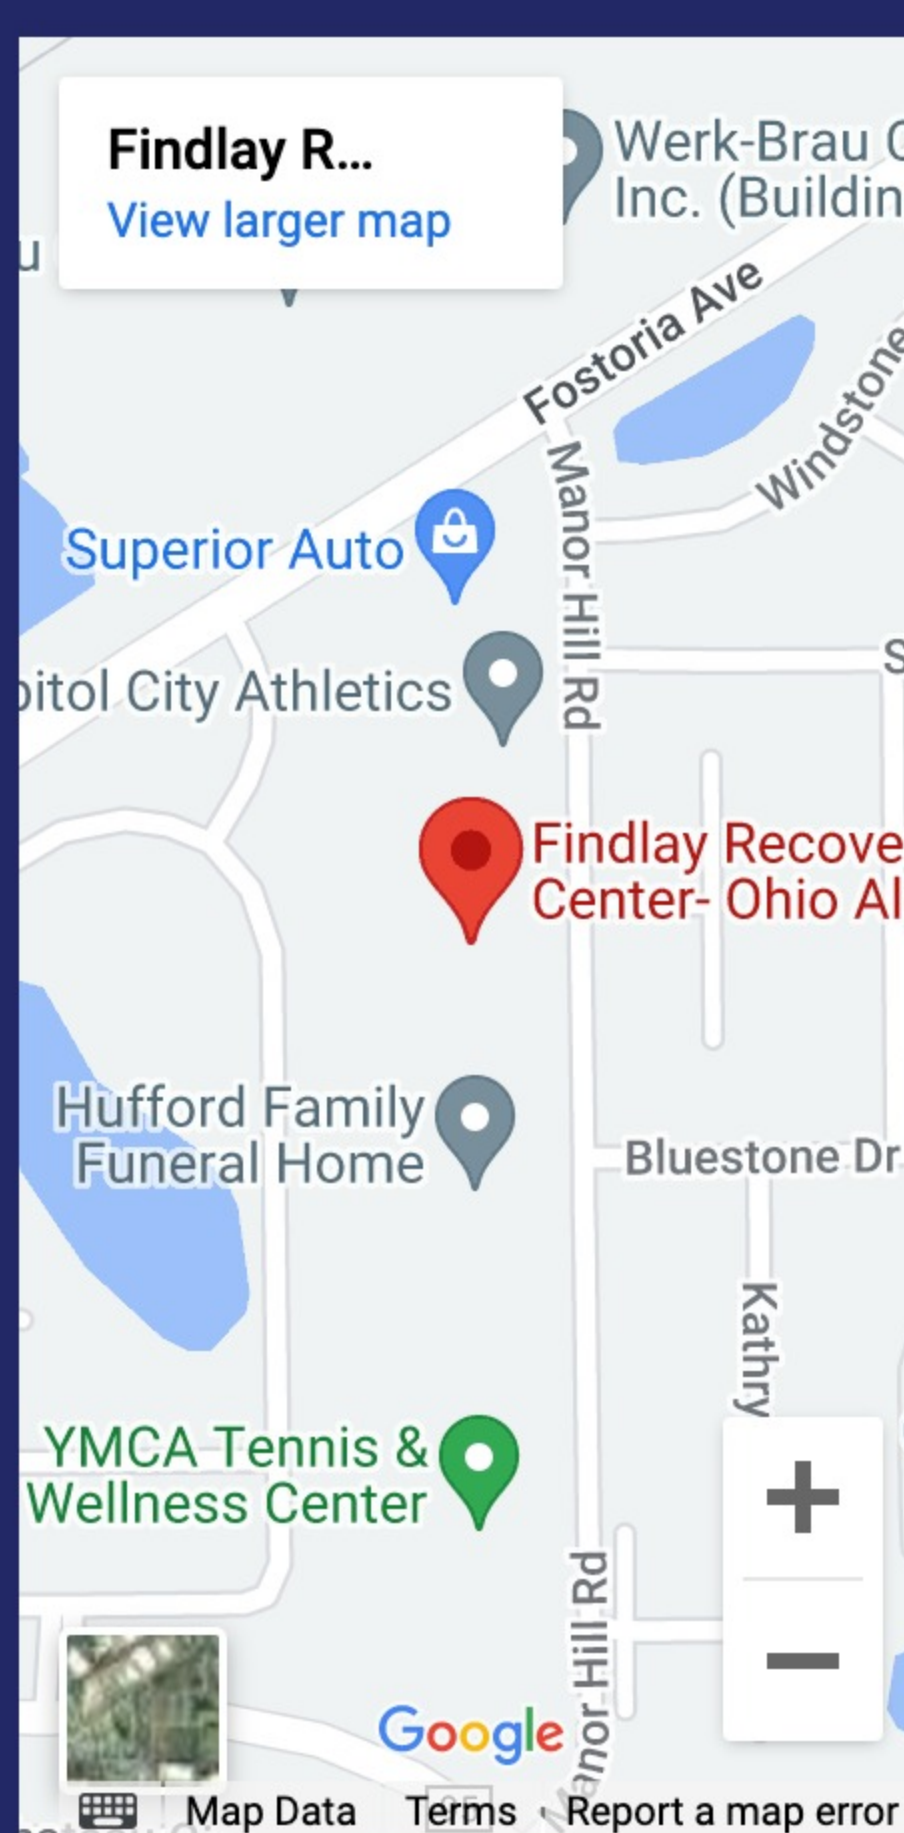 Findlay R...
View larger map
Werk-Brau
Inc. (Buildin
u
Fostoria Ave
Windstone
Manor Hill Rd
Superior Auto
S
pitol City Athletics
Findlay Recove
Center- Ohio Al
Hufford Family
Funeral Home
Bluestone Dr
Kathry
YMCA Tennis &
Wellness Center
+
Manor Hill Rd
−
Google
Map Data
Terms
Report a map error